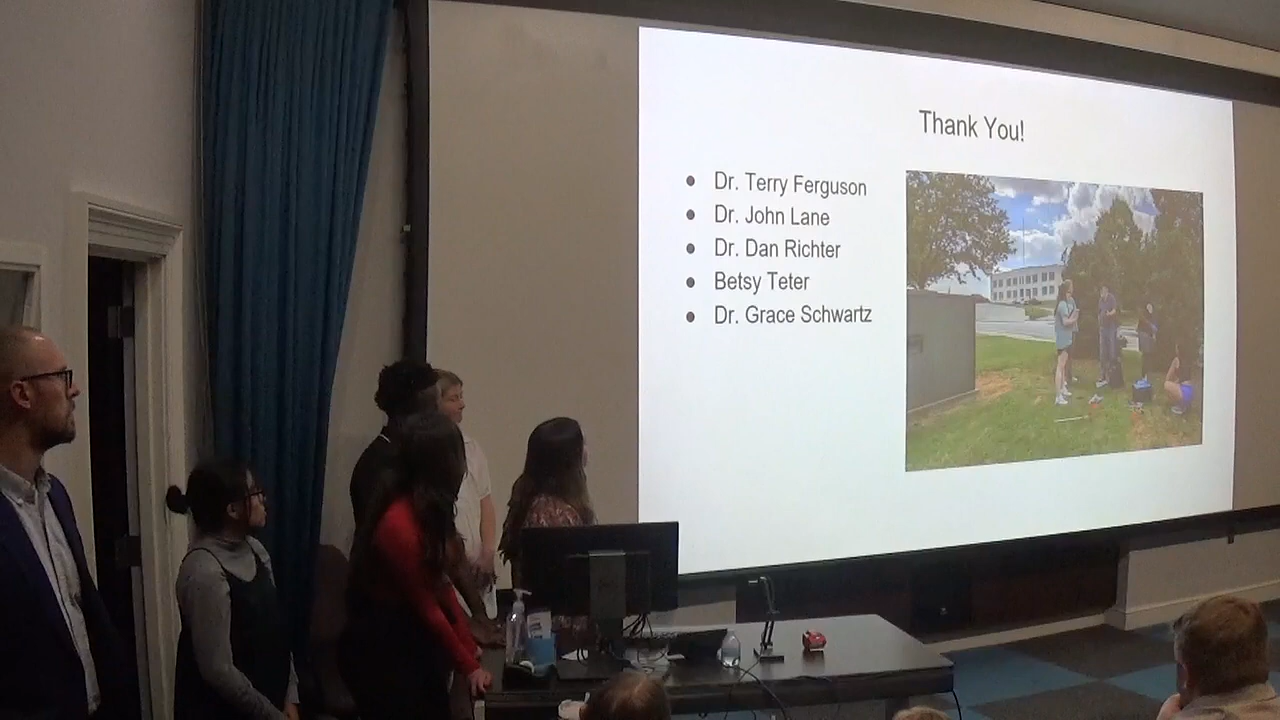 Thank You!
● Dr. Terry Ferguson
● Dr. John Lane
● Dr. Dan Richter
● Betsy Teter
● Dr. Grace Schwartz